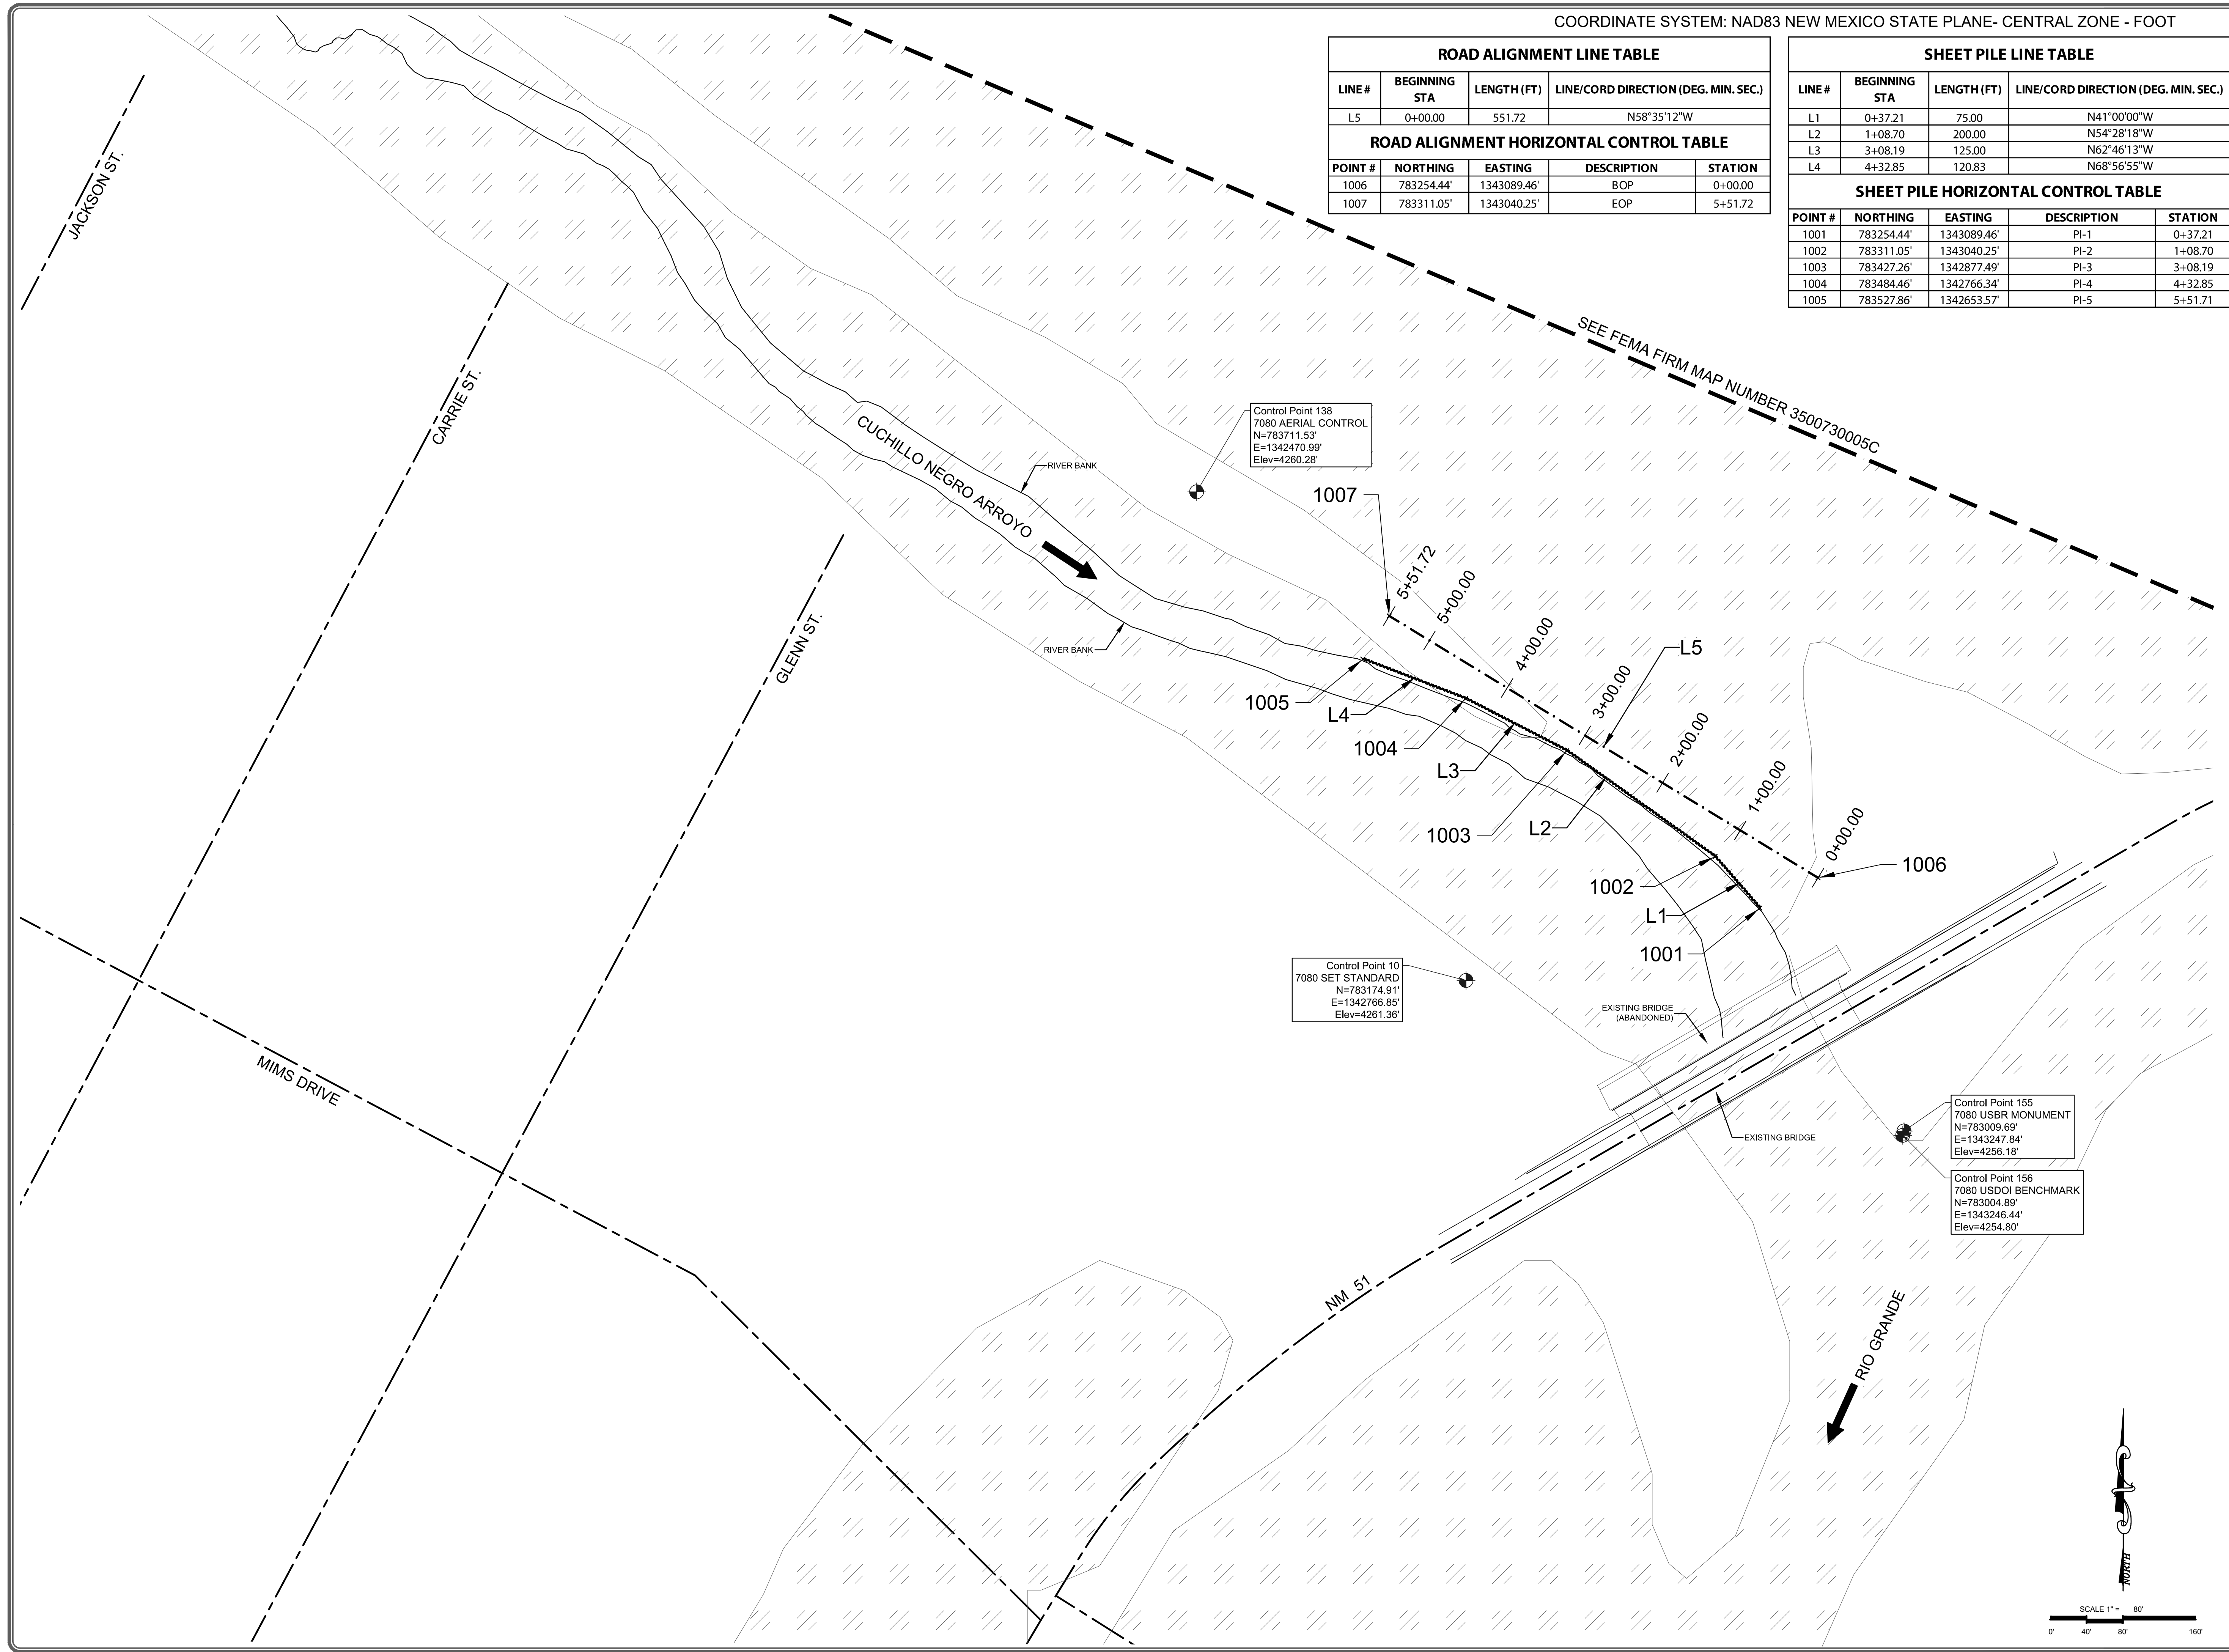 COORDINATE SYSTEM: NAD83 NEW MEXICO STATE PLANE- CENTRAL ZONE - FOOT
ROAD ALIGNMENT LINE TABLE
LINE # BEGINNING STA LENGTH (FT) LINE/CORD DIRECTION (DEG. MIN. SEC.)
L5 0+00.00 551.72 N58°35'12"W
ROAD ALIGNMENT HORIZONTAL CONTROL TABLE
POINT # NORTHING EASTING DESCRIPTION STATION
1006 783254.44' 1343089.46' BOP 0+00.00
1007 783311.05' 1343040.25' EOP 5+51.72
SHEET PILE LINE TABLE
LINE # BEGINNING STA LENGTH (FT) LINE/CORD DIRECTION (DEG. MIN. SEC.)
L1 0+37.21 75.00 N41°00'00"W
L2 1+08.70 200.00 N54°28'18"W
L3 3+08.19 125.00 N62°46'13"W
L4 4+32.85 120.83 N68°56'55"W
SHEET PILE HORIZONTAL CONTROL TABLE
POINT # NORTHING EASTING DESCRIPTION STATION
1001 783254.44' 1343089.46' PI-1 0+37.21
1002 783311.05' 1343040.25' PI-2 1+08.70
1003 783427.26' 1342877.49' PI-3 3+08.19
1004 783484.46' 1342766.34' PI-4 4+32.85
1005 783527.86' 1342653.57' PI-5 5+51.71
JACKSON ST.
CARRIE ST.
GLENN ST.
SEE FEMA FIRM MAP NUMBER 3500730005C
CUCHILLO NEGRO ARROYO
RIVER BANK
RIVER BANK
Control Point 138
7080 AERIAL CONTROL
N=783711.53'
E=1342470.99'
Elev=4260.28'
1007
5+51.72
5+00.00
4+00.00
3+00.00
L5
2+00.00
1+00.00
0+00.00
1006
1005
L4
1004
L3
1003
L2
1002
L1
1001
Control Point 10
7080 SET STANDARD
N=783174.91'
E=1342766.85'
Elev=4261.36'
EXISTING BRIDGE
(ABANDONED)
EXISTING BRIDGE
MIMS DRIVE
Control Point 155
7080 USBR MONUMENT
N=783009.69'
E=1343247.84'
Elev=4256.18'
Control Point 156
7080 USDOI BENCHMARK
N=783004.89'
E=1343246.44'
Elev=4254.80'
NM 51
RIO GRANDE
NORTH
SCALE 1" = 80'
0' 40' 80' 160'